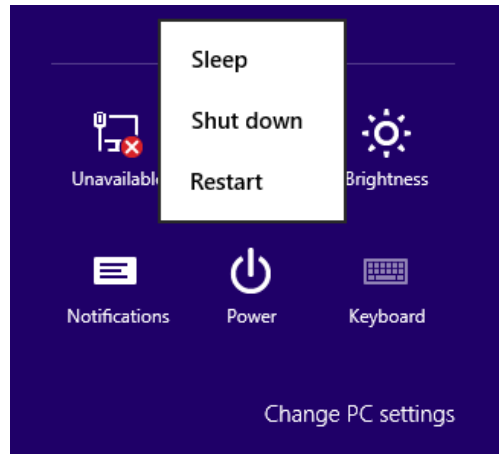 Sleep
Shut down
Restart
Unavailabl
Brightness
Notifications
Power
Keyboard
Change PC settings